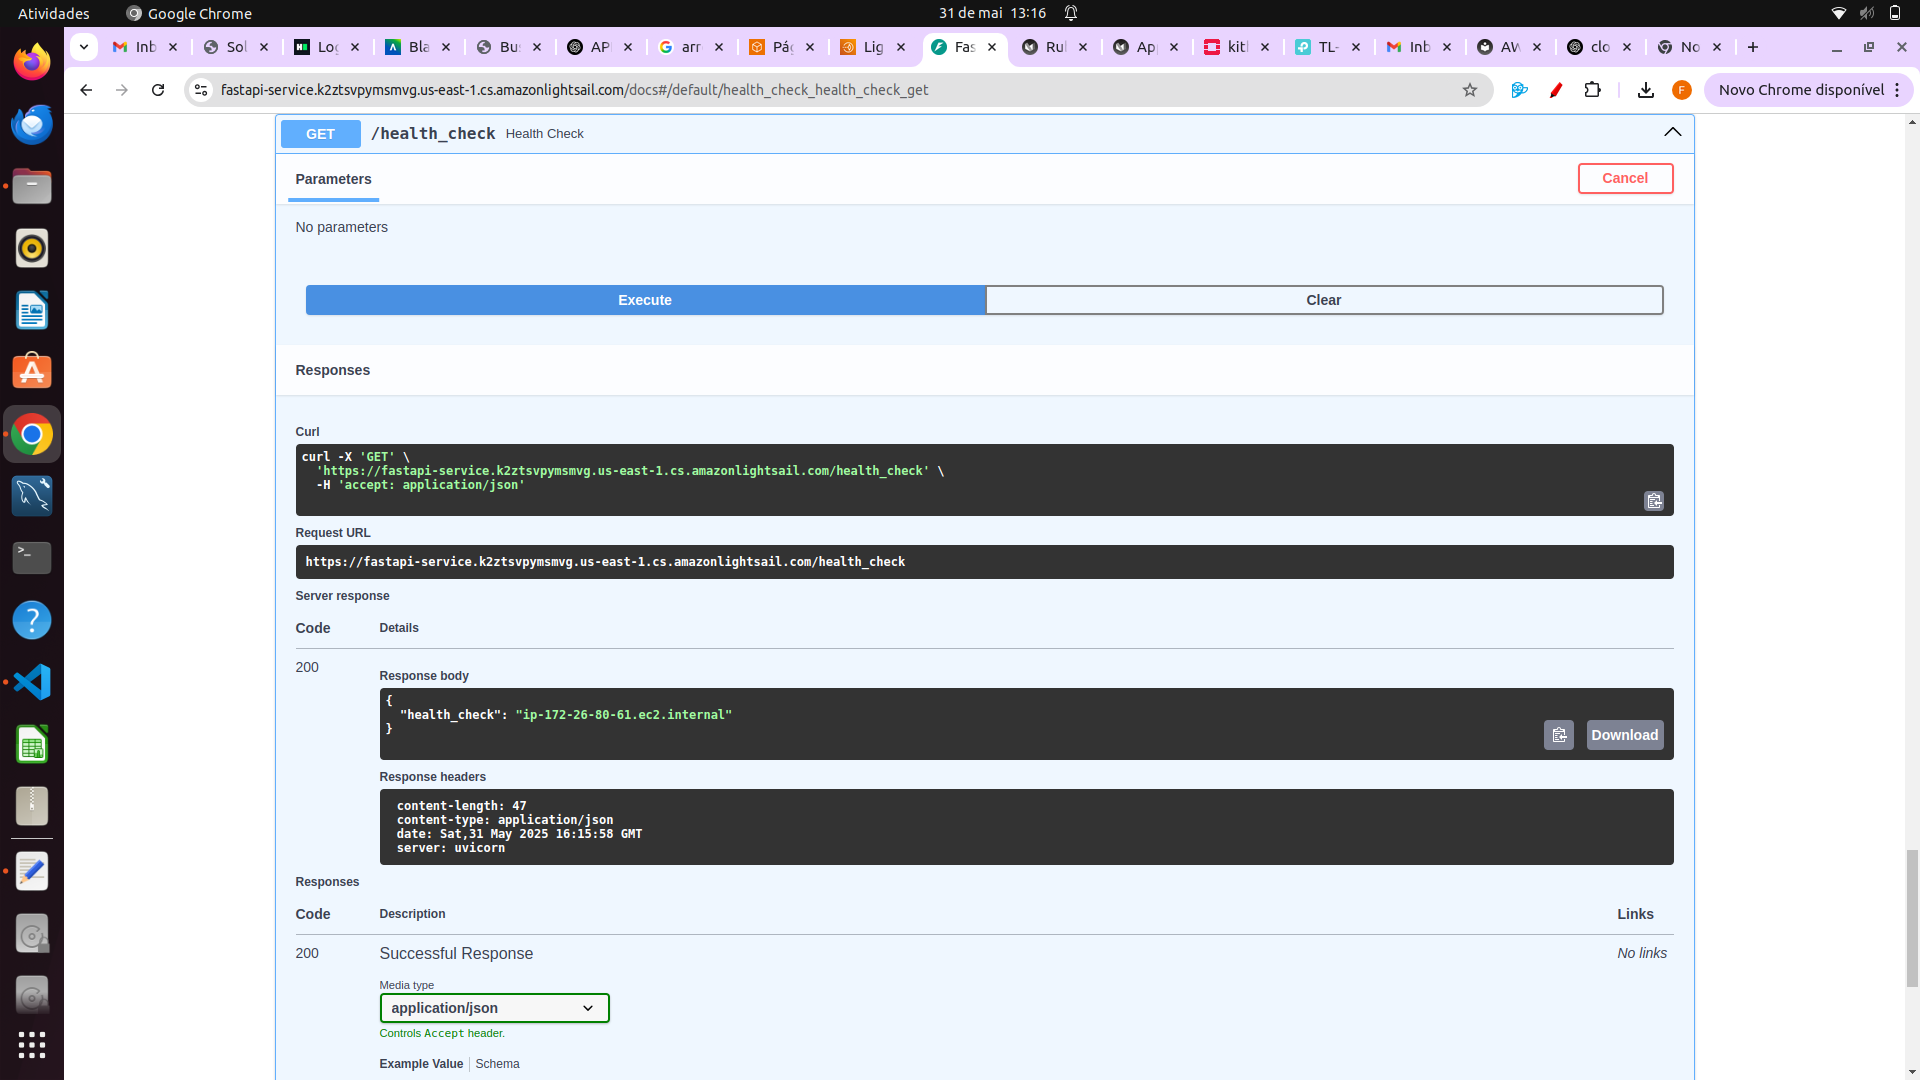 Atividades
Google Chrome
31 de mai 13:16
Inb
Sol
Log
Bla
Bu
API
arr
Pág
Lig
Fas
Rul
App
kitl
TL-
Inb
AW
clo
No
fastapi-service.k2ztsvpymsmvg.us-east-1.cs.amazonlightsail.com/docs#/default/health_check_health_check_get
F
Novo Chrome disponível
GET /health_check Health Check
Parameters
Cancel
No parameters
Execute
Clear
Responses
Curl
curl -X 'GET' \
'https://fastapi-service.k2ztsvpymsmvg.us-east-1.cs.amazonlightsail.com/health_check' \
-H 'accept: application/json'
Request URL
https://fastapi-service.k2ztsvpymsmvg.us-east-1.cs.amazonlightsail.com/health_check
Server response
Code Details
200
Response body
{
"health_check": "ip-172-26-80-61.ec2.internal"
}
Download
Response headers
content-length: 47
content-type: application/json
date: Sat,31 May 2025 16:15:58 GMT
server: uvicorn
Responses
Code Description Links
200 Successful Response No links
Media type
application/json
Controls Accept header.
Example Value Schema